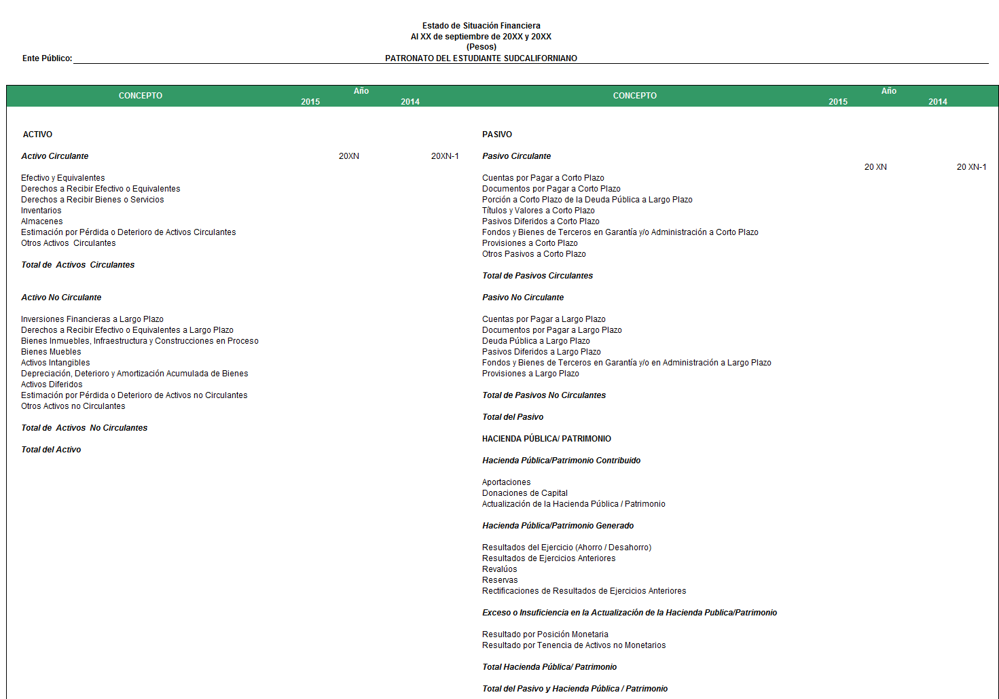 Estado de Situación Financiera
Al XX de septiembre de 20XX y 20XX
(Pesos)
Ente Público: PATRONATO DEL ESTUDIANTE SUDCALIFORNIANO
CONCEPTO Año CONCEPTO Año
2015 2014 2015 2014
ACTIVO
Activo Circulante 20XN 20XN-1
Efectivo y Equivalentes
Derechos a Recibir Efectivo o Equivalentes
Derechos a Recibir Bienes o Servicios
Inventarios
Almacenes
Estimación por Pérdida o Deterioro de Activos Circulantes
Otros Activos  Circulantes
Total de  Activos  Circulantes
Activo No Circulante
Inversiones Financieras a Largo Plazo
Derechos a Recibir Efectivo o Equivalentes a Largo Plazo
Bienes Inmuebles, Infraestructura y Construcciones en Proceso
Bienes Muebles
Activos Intangibles
Depreciación, Deterioro y Amortización Acumulada de Bienes
Activos Diferidos
Estimación por Pérdida o Deterioro de Activos no Circulantes
Otros Activos no Circulantes
Total de  Activos  No Circulantes
Total del Activo
PASIVO
Pasivo Circulante
20 XN 20 XN-1
Cuentas por Pagar a Corto Plazo
Documentos por Pagar a Corto Plazo
Porción a Corto Plazo de la Deuda Pública a Largo Plazo
Títulos y Valores a Corto Plazo
Pasivos Diferidos a Corto Plazo
Fondos y Bienes de Terceros en Garantía y/o Administración a Corto Plazo
Provisiones a Corto Plazo
Otros Pasivos a Corto Plazo
Total de Pasivos Circulantes
Pasivo No Circulante
Cuentas por Pagar a Largo Plazo
Documentos por Pagar a Largo Plazo
Deuda Pública a Largo Plazo
Pasivos Diferidos a Largo Plazo
Fondos y Bienes de Terceros en Garantía y/o en Administración a Largo Plazo
Provisiones a Largo Plazo
Total de Pasivos No Circulantes
Total del Pasivo
HACIENDA PÚBLICA/ PATRIMONIO
Hacienda Pública/Patrimonio Contribuido
Aportaciones
Donaciones de Capital
Actualización de la Hacienda Pública / Patrimonio
Hacienda Pública/Patrimonio Generado
Resultados del Ejercicio (Ahorro / Desahorro)
Resultados de Ejercicios Anteriores
Revalúos
Reservas
Rectificaciones de Resultados de Ejercicios Anteriores
Exceso o Insuficiencia en la Actualización de la Hacienda Publica/Patrimonio
Resultado por Posición Monetaria
Resultado por Tenencia de Activos no Monetarios
Total Hacienda Pública/ Patrimonio
Total del Pasivo y Hacienda Pública / Patrimonio